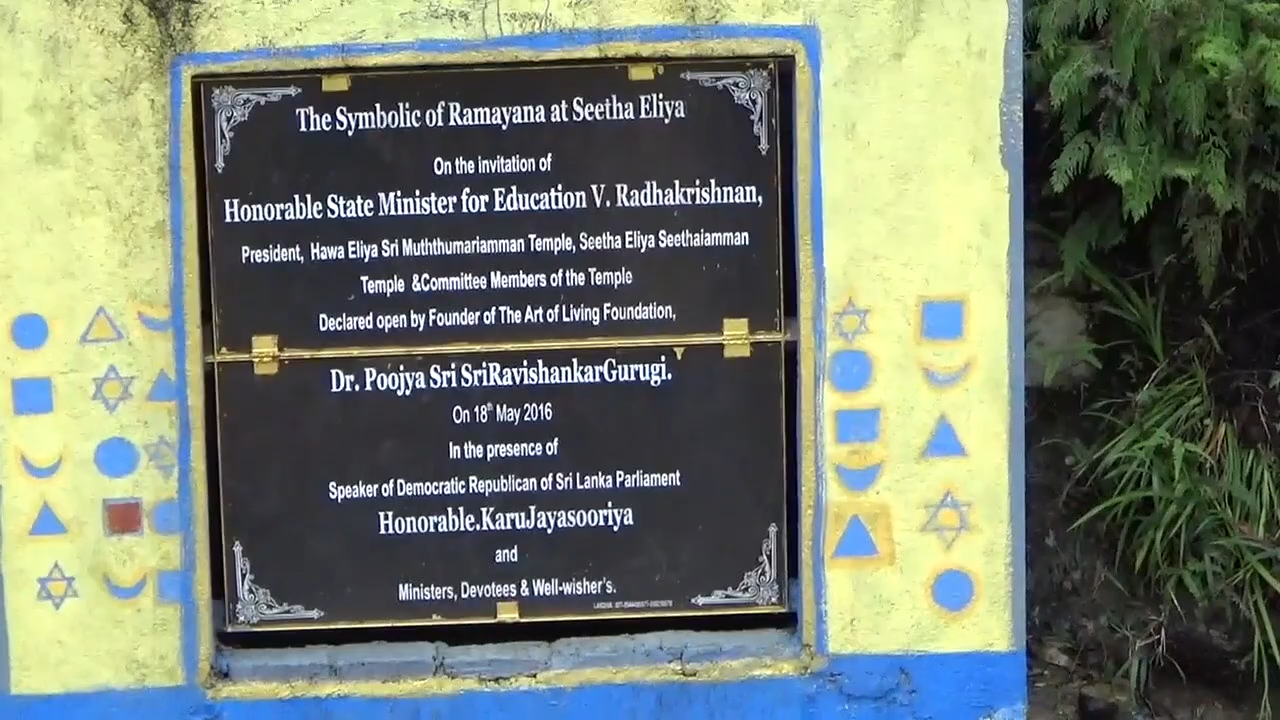 The Symbolic of Ramayana at Seetha Eliya
On the invitation of
Honorable State Minister for Education V. Radhakrishnan,
President, Hawa Eliya Sri Muththumariamman Temple, Seetha Eliya Seethaiamman
Temple &Committee Members of the Temple
Declared open by Founder of The Art of Living Foundation,
Dr. Poojya Sri SriRavishankarGurugi.
On 18th May 2016
In the presence of
Speaker of Democratic Republican of Sri Lanka Parliament
Honorable.KaruJayasooriya
and
Ministers, Devotees & Well-wisher's.